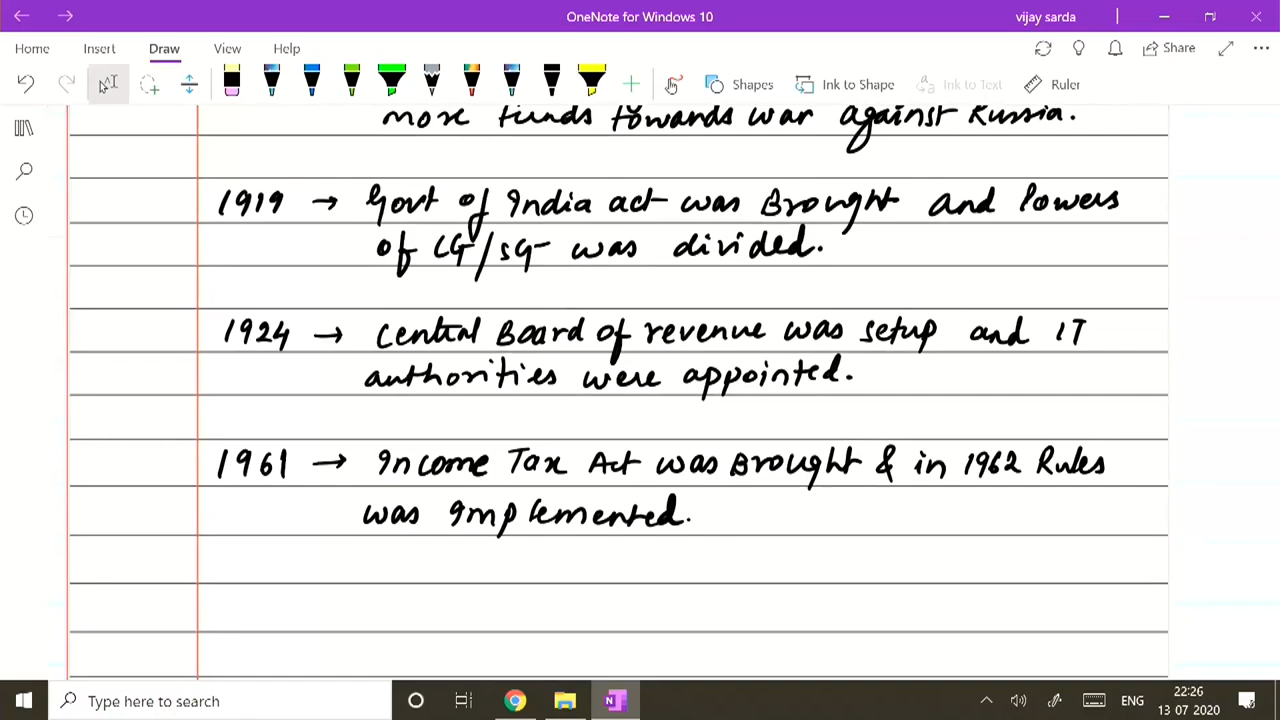 OneNote for Windows 10
vijay sarda
Home Insert Draw View Help
Share
Shapes Ink to Shape Ink to Text Ruler
more funds towards war against Russia.
1919 → Govt of India act was Brought and Powers
of CG/SG was divided.
1924 → Central Board of revenue was setup and IT
authorities were appointed.
1961 → Income Tax Act was Brought & in 1962 Rules
was Implemented.
Type here to search
ENG
22:26
13-07-2020